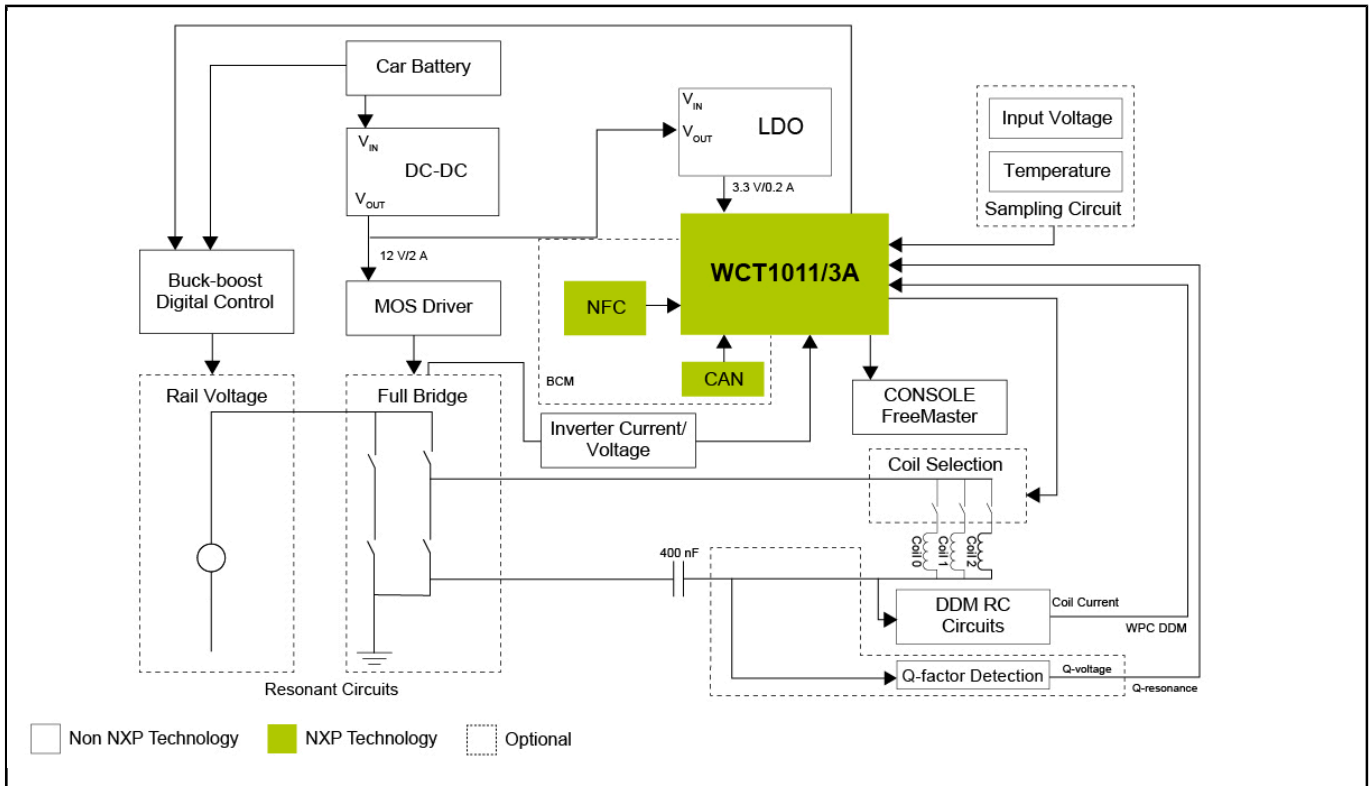 Car Battery
VIN
DC-DC
VOUT
VIN
LDO
VOUT
3.3 V/0.2 A
Input Voltage
Temperature
Sampling Circuit
12 V/2 A
Buck-boost
Digital Control
MOS Driver
WCT1011/3A
NFC
CAN
BCM
CONSOLE
FreeMaster
Rail Voltage
Full Bridge
Inverter Current/
Voltage
Coil Selection
Coil 0
Coil 1
Coil 2
400 nF
DDM RC
Circuits
Coil Current
WPC DDM
Q-factor Detection
Q-voltage
Q-resonance
Resonant Circuits
Non NXP Technology
NXP Technology
Optional